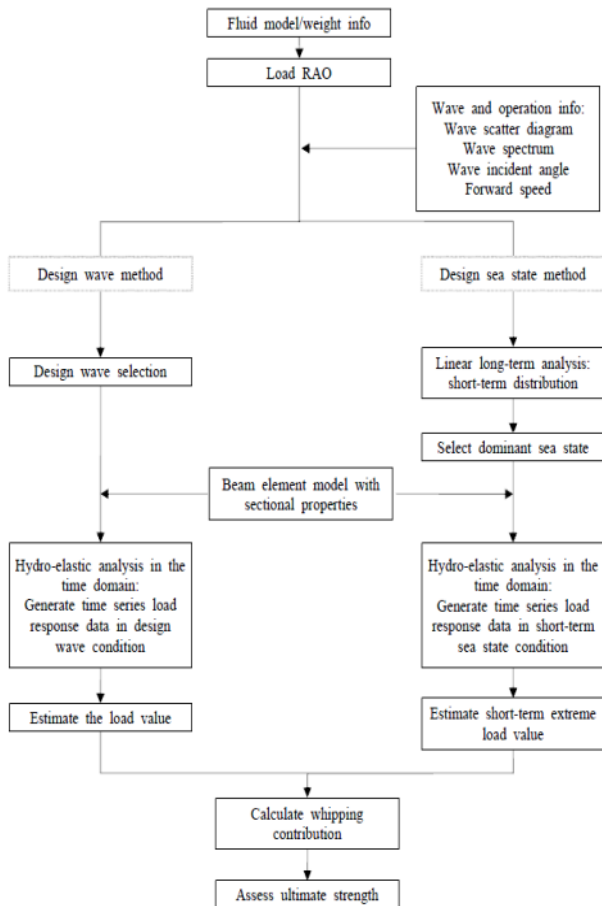 Fluid model/weight info
Load RAO
Wave and operation info:
Wave scatter diagram
Wave spectrum
Wave incident angle
Forward speed
Design wave method
Design sea state method
Design wave selection
Linear long-term analysis:
short-term distribution
Select dominant sea state
Beam element model with
sectional properties
Hydro-elastic analysis in the
time domain:
Generate time series load
response data in design
wave condition
Hydro-elastic analysis in the
time domain:
Generate time series load
response data in short-term
sea state condition
Estimate the load value
Estimate short-term extreme
load value
Calculate whipping
contribution
Assess ultimate strength